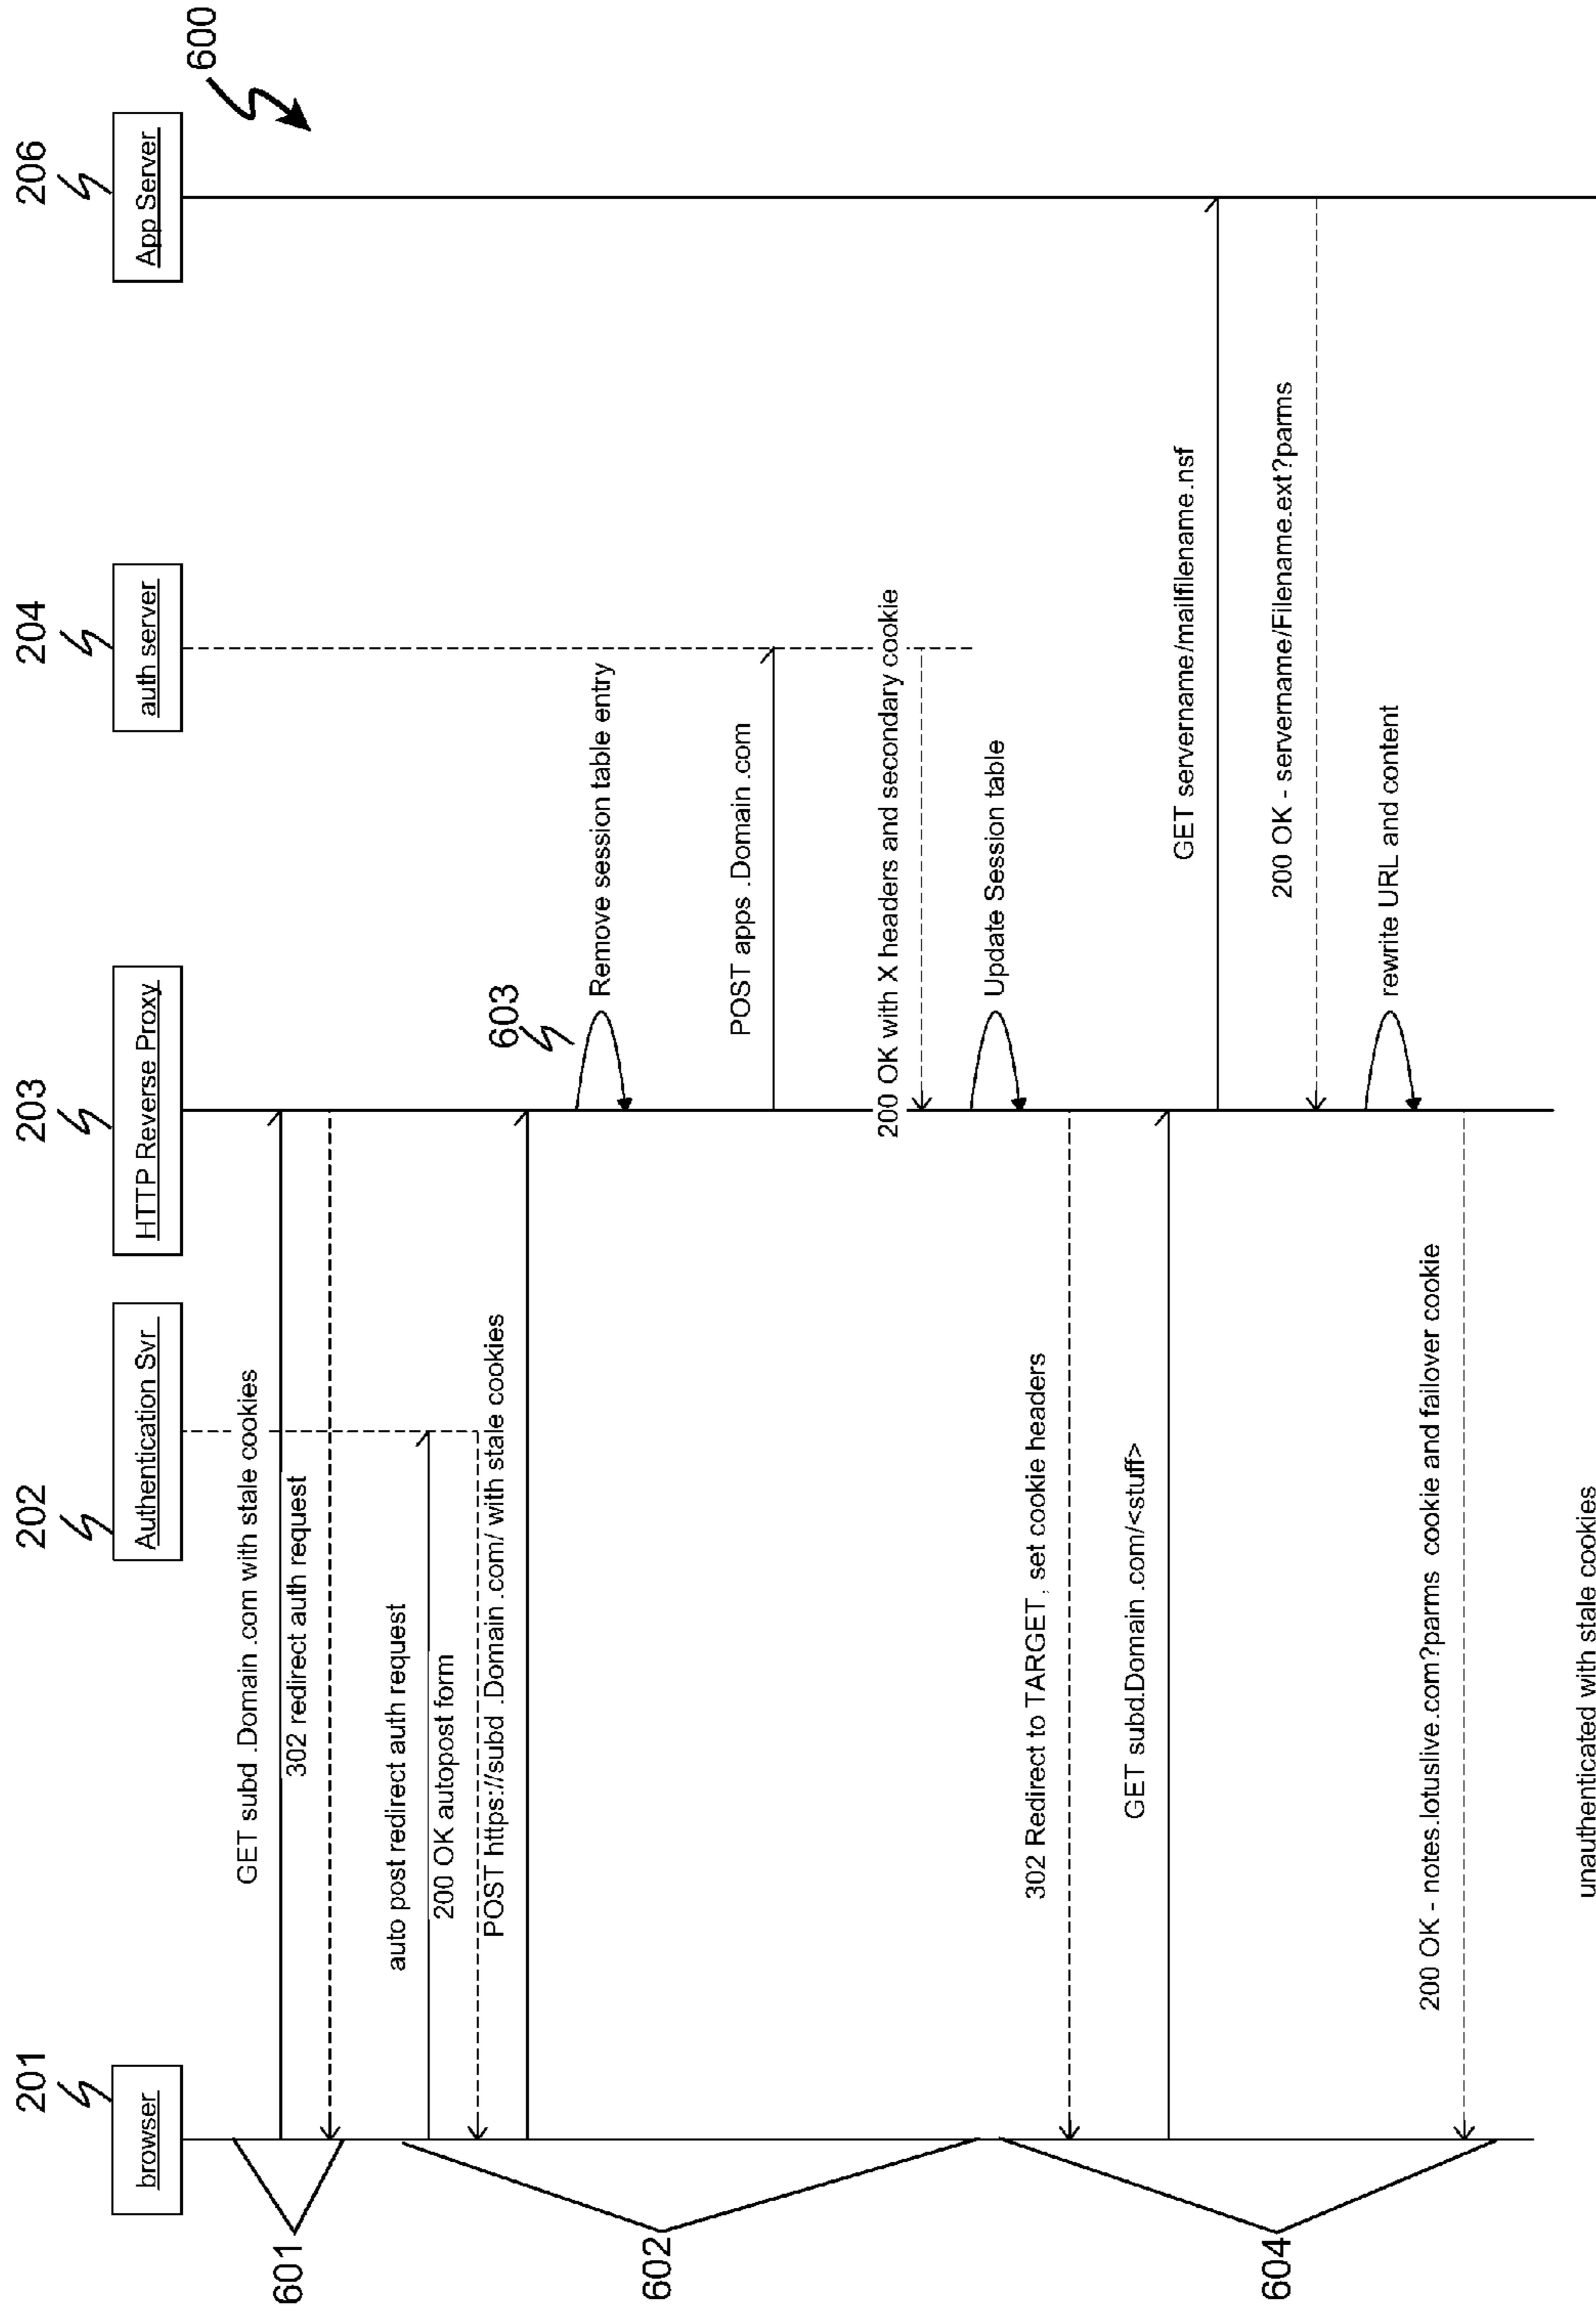 201
202
203
204
206
browser
Authentication Svr
HTTP Reverse Proxy
auth server
App Server
600
601
GET subd .Domain .com with stale cookies
302 redirect auth request
602
auto post redirect auth request
200 OK autopost form
POST https://subd .Domain .com/ with stale cookies
603
Remove session table entry
POST apps .Domain .com
200 OK with X headers and secondary cookie
Update Session table
604
302 Redirect to TARGET, set cookie headers
GET subd.Domain .com/<stuff>
GET servername/mailfilename.nsf
200 OK - servername/Filename.ext?parms
rewrite URL and content
200 OK - notes.lotuslive.com?parms cookie and failover cookie
unauthenticated with stale cookies